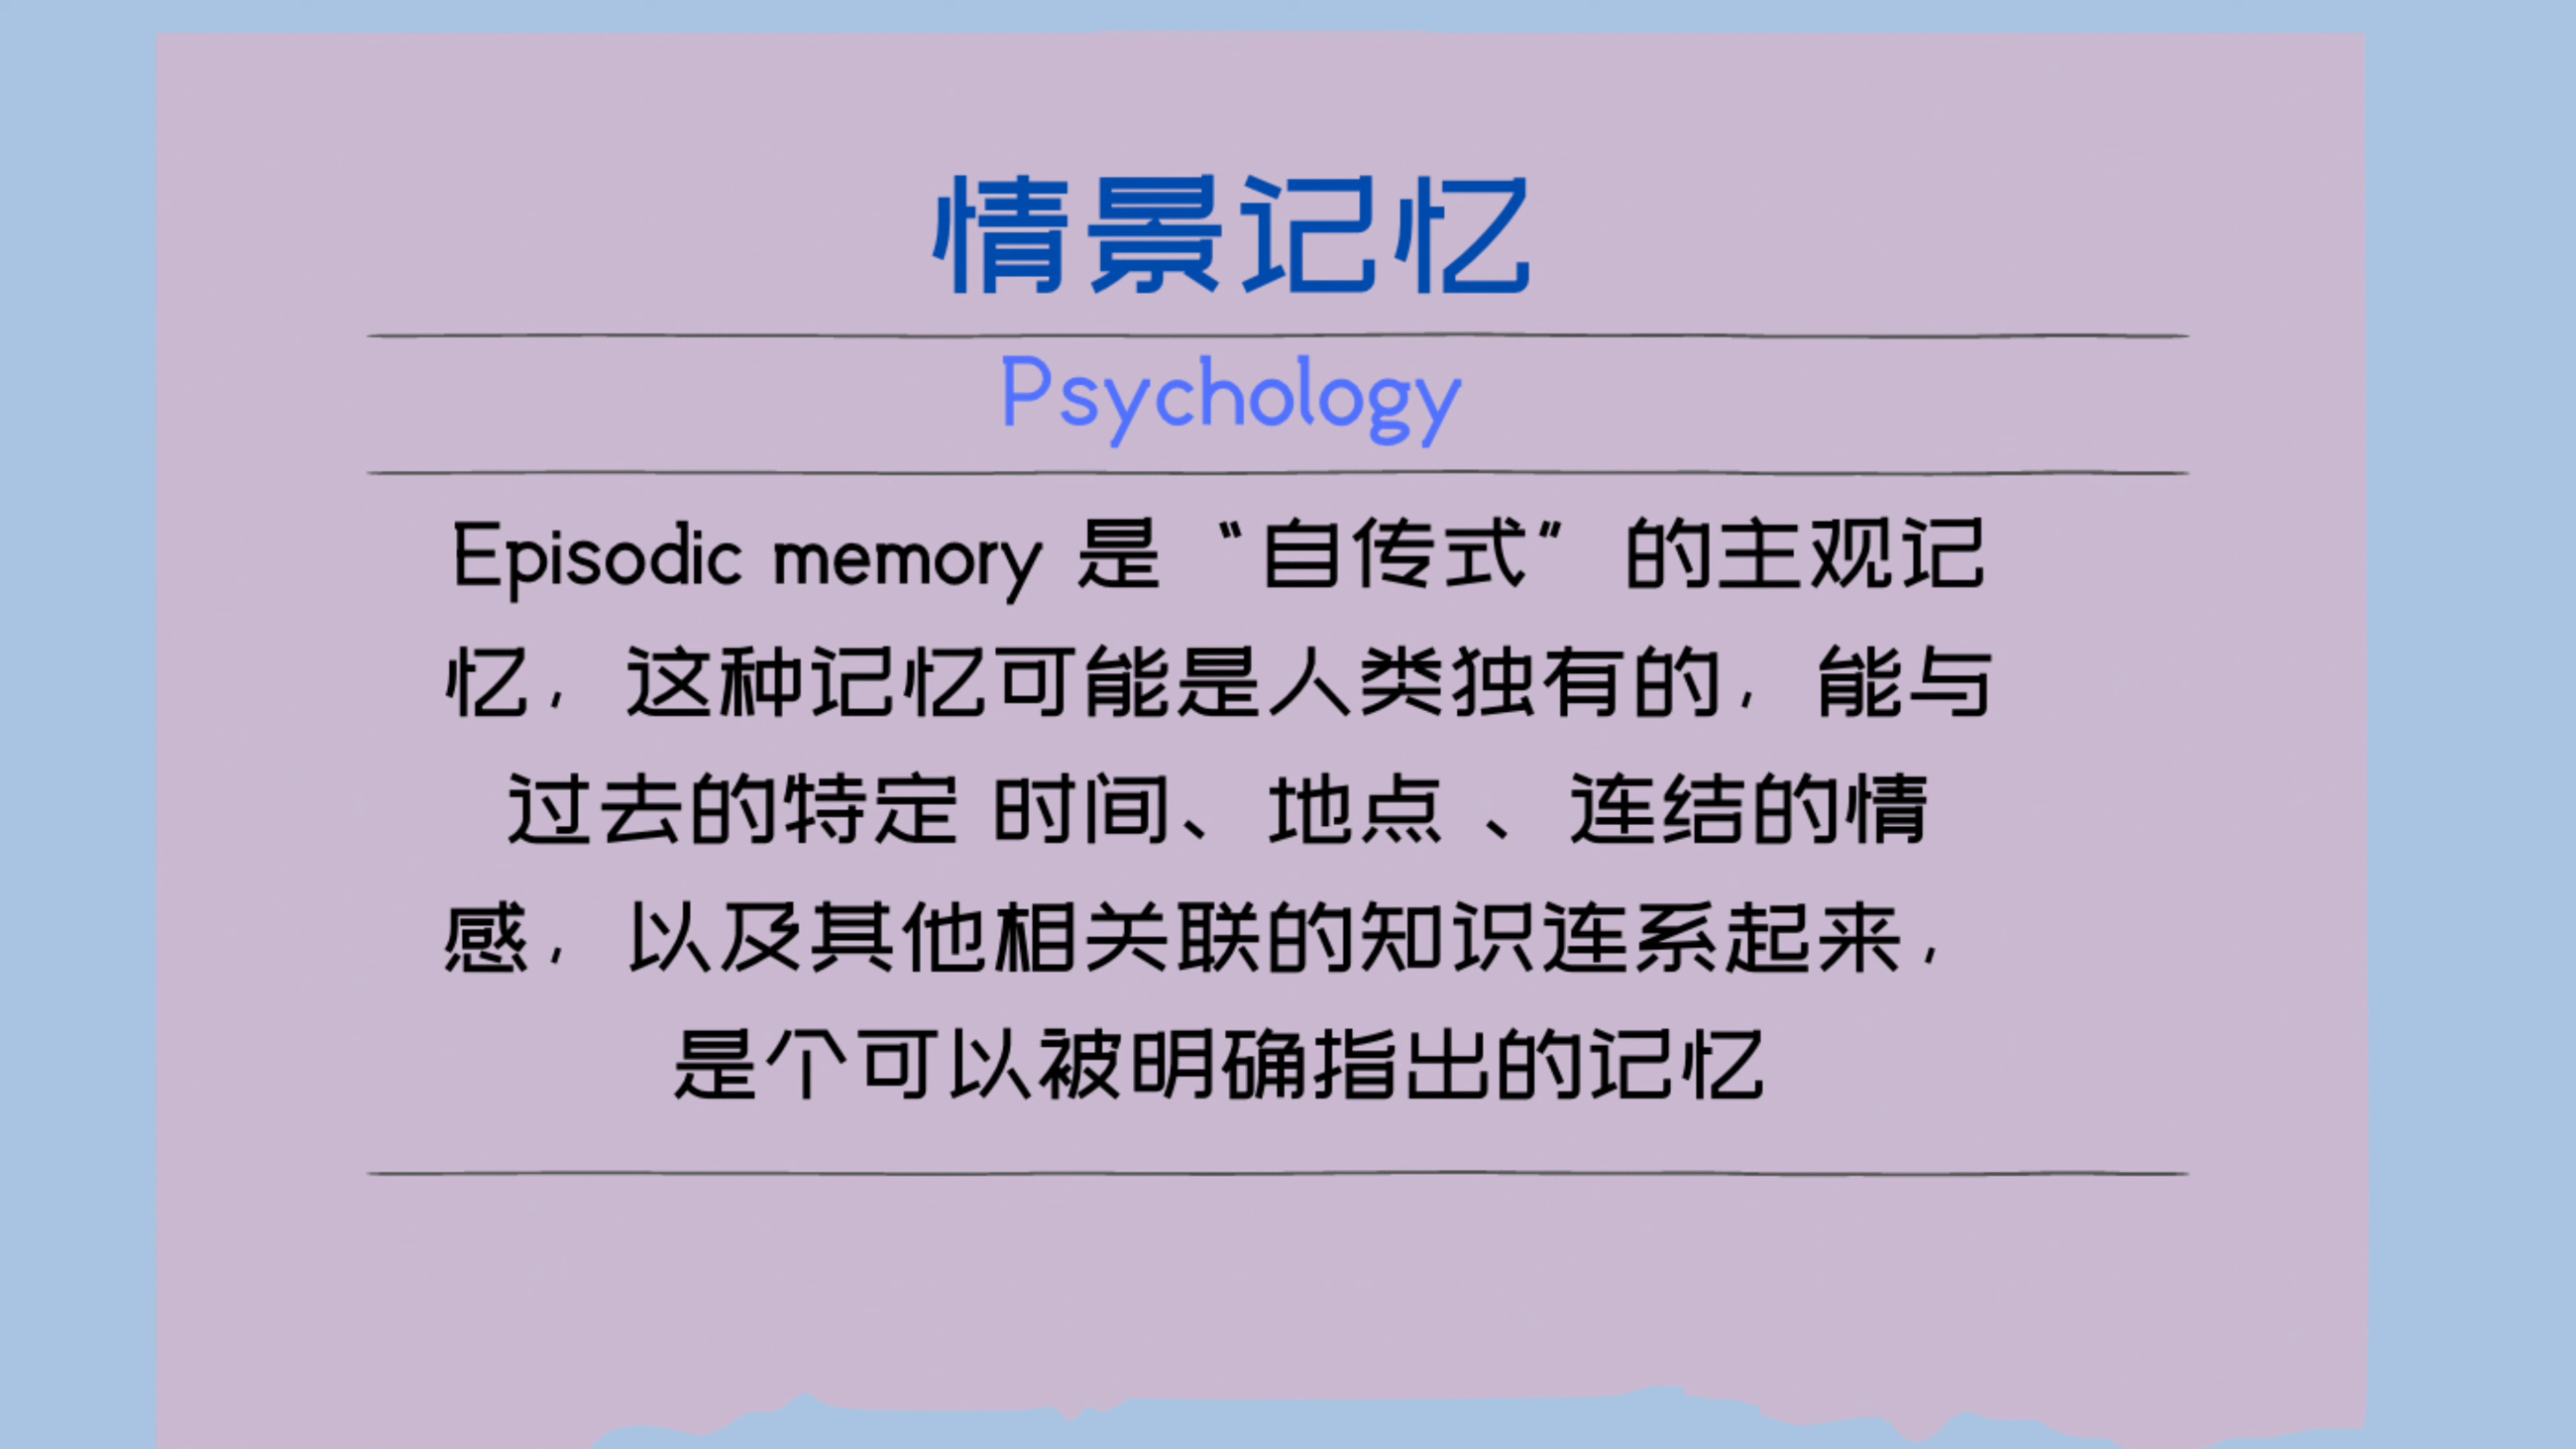 情景记忆
Psychology
Episodic memory 是 “自传式” 的主观记
忆，这种记忆可能是人类独有的，能与
过去的特定 时间、地点 、连结的情
感，以及其他相关联的知识连系起来，
是个可以被明确指出的记忆